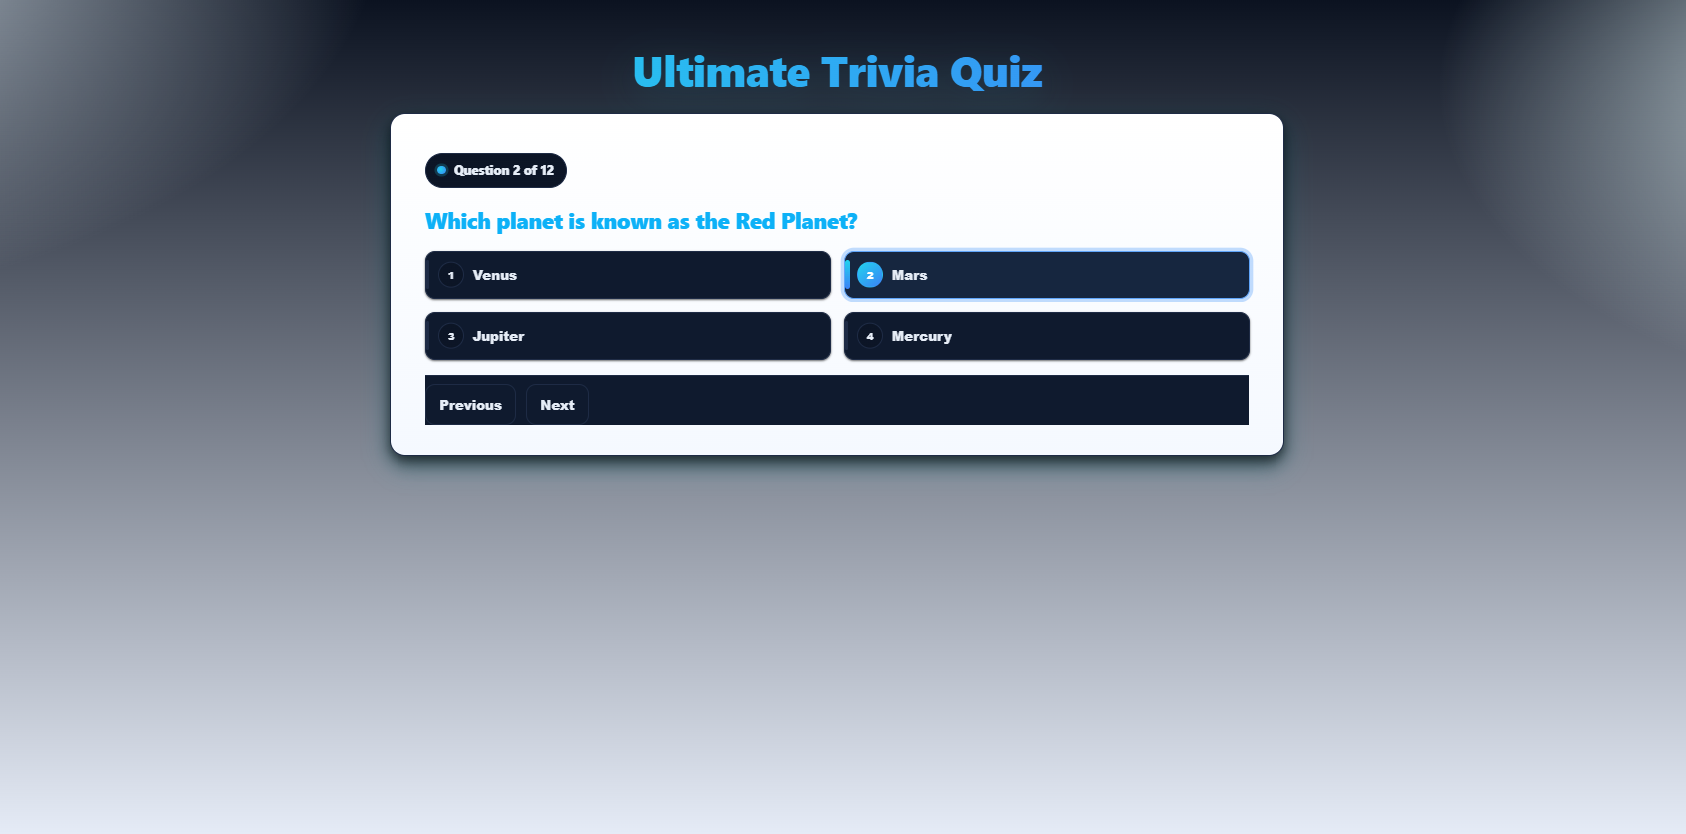 Ultimate Trivia Quiz
Question 2 of 12
Which planet is known as the Red Planet?
1 Venus
2 Mars
3 Jupiter
4 Mercury
Previous Next